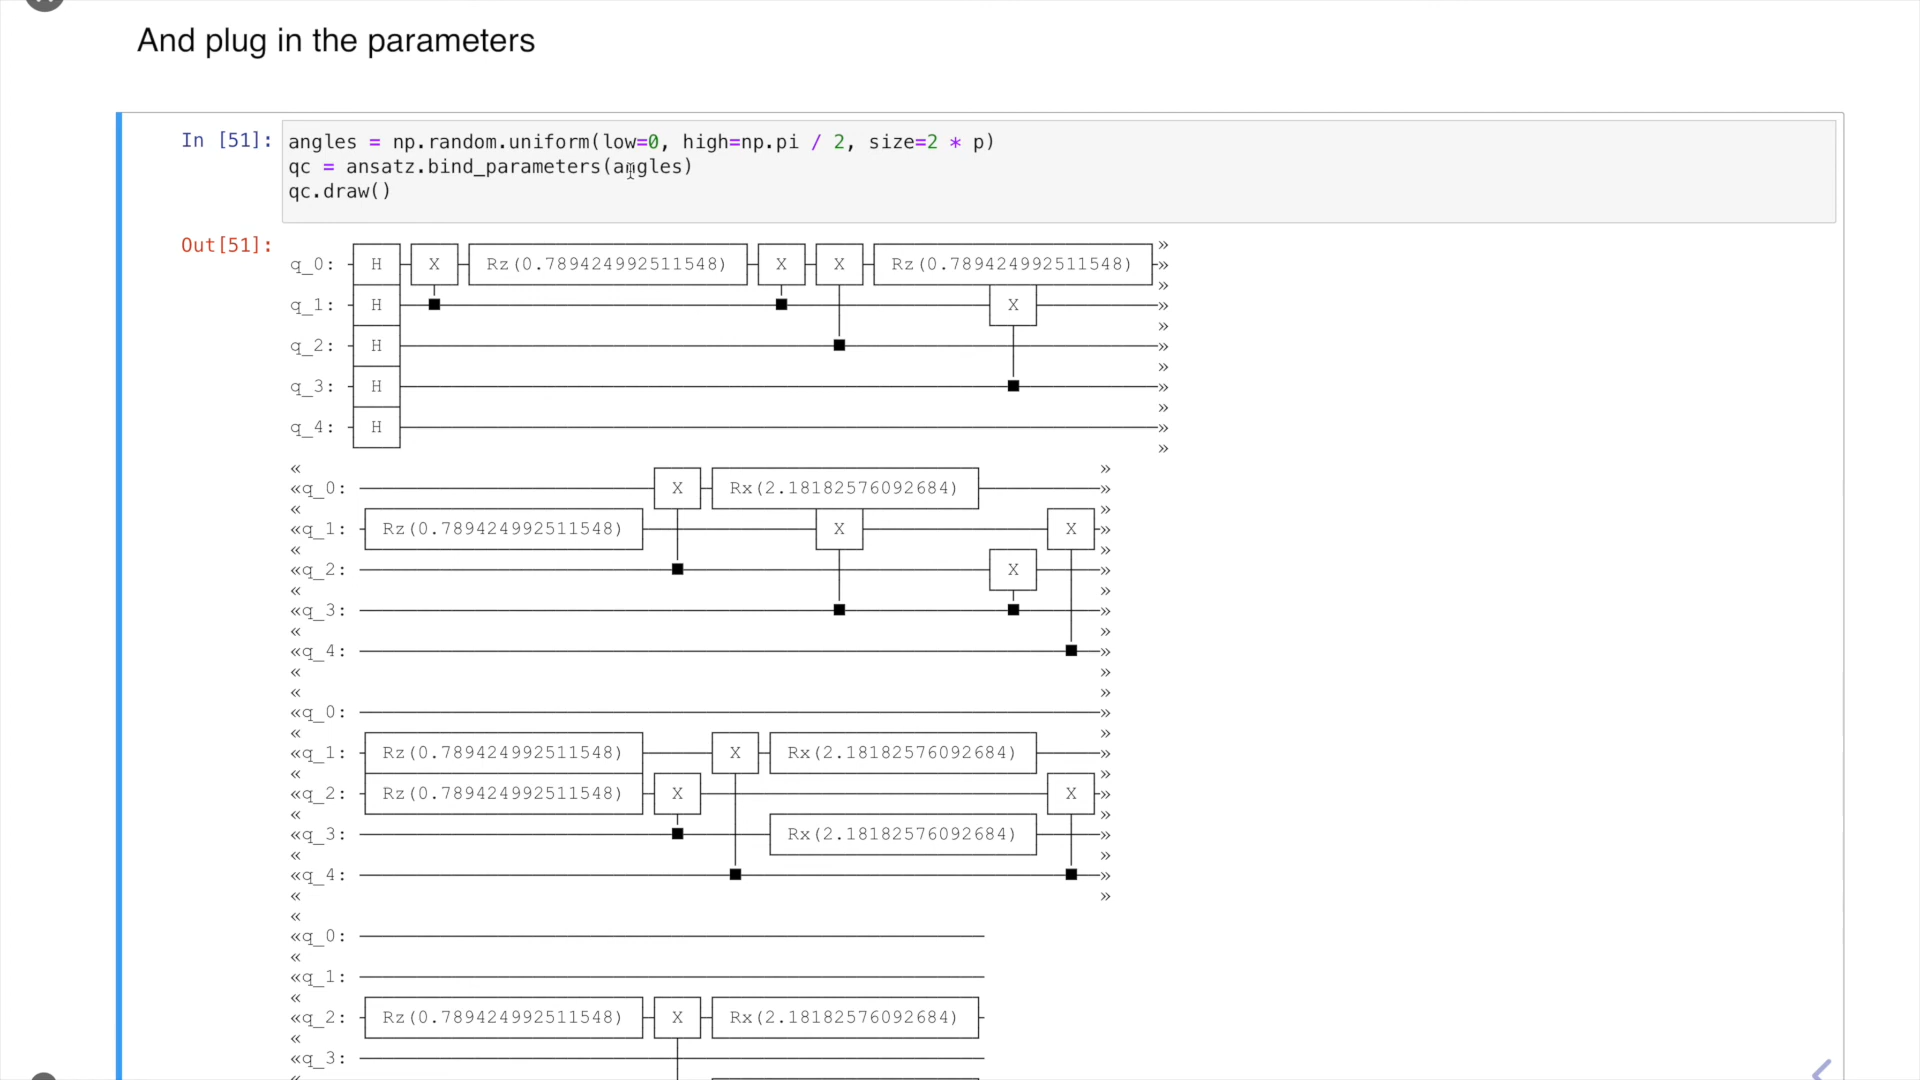 And plug in the parameters
In [51]: angles = np.random.uniform(low=0, high=np.pi / 2, size=2 * p)
qc = ansatz.bind_parameters(angles)
qc.draw()
Out[51]:
»
q_0: H X Rz(0.789424992511548) X X Rz(0.789424992511548) »
»
q_1: H X »
»
q_2: H »
»
q_3: H »
»
q_4: H »
»
« »
«q_0: X Rx(2.18182576092684) »
« »
«q_1: Rz(0.789424992511548) X X »
« »
«q_2: X »
« »
«q_3: »
« »
«q_4: »
« »
« »
«q_0: »
« »
«q_1: Rz(0.789424992511548) X Rx(2.18182576092684) »
« »
«q_2: Rz(0.789424992511548) X X »
« »
«q_3: Rx(2.18182576092684) »
« »
«q_4: »
« »
«
«q_0:
«
«q_1:
«
«q_2: Rz(0.789424992511548) X Rx(2.18182576092684)
«
«q_3:
«